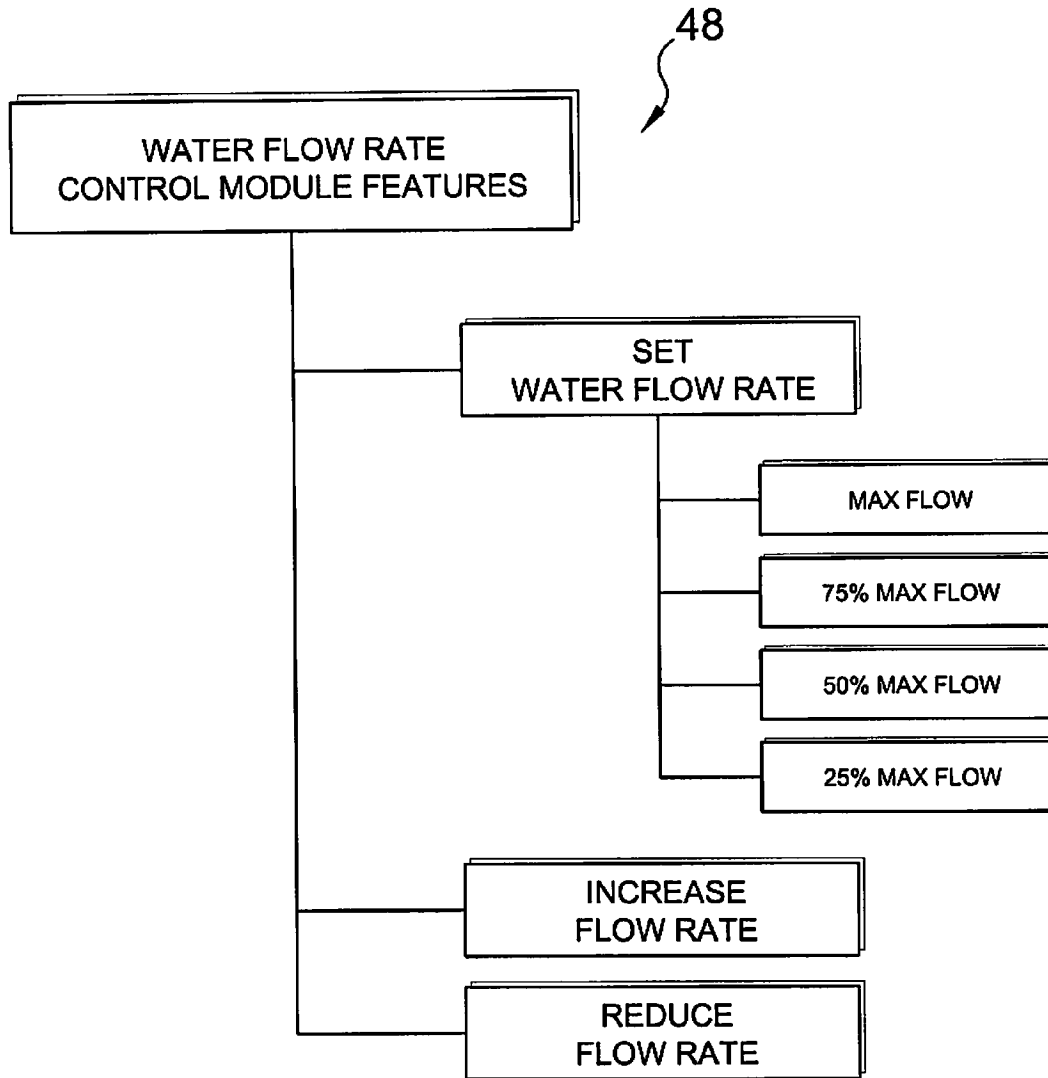 48
WATER FLOW RATE
CONTROL MODULE FEATURES
SET
WATER FLOW RATE
MAX FLOW
75% MAX FLOW
50% MAX FLOW
25% MAX FLOW
INCREASE
FLOW RATE
REDUCE
FLOW RATE